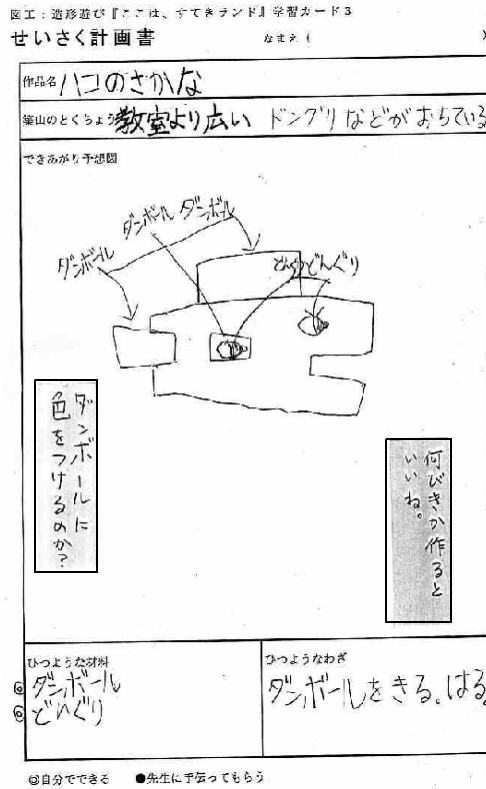 図工：造形遊び『ここは、すてきランド』学習カード３
せいさく計画書 なまえ（ ）
作品名 ハコのさかな
築山のとくちょう 教室より広い ドングリなどがおちている
できあがり予想図
ダンボール ダンボール
ダンボール どんぐり どんぐり
ダンボールに
色をつけるのか？
何びきか作ると
いいね。
ひつような材料
◎ダンボール
◎どんぐり
ひつようなわざ
ダンボールをきる。はる。
◎自分でできる ●先生に手伝ってもらう